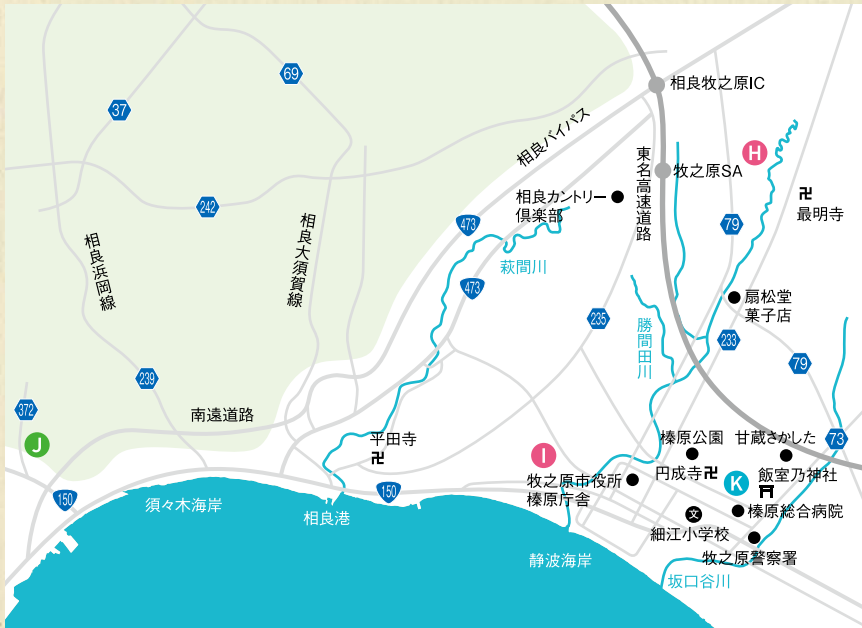 69
相良牧之原IC
37
相良バイパス
H
東名高速道路
牧之原SA
相良カントリー
倶楽部
最明寺
242
473
79
相良浜岡線
相良大須賀線
萩間川
473
扇松堂
菓子店
235
勝間田川
233
79
239
372
南遠道路
J
平田寺
榛原公園
甘蔵さかした
73
I
円成寺
飯室乃神社
K
牧之原市役所
榛原庁舎
150
150
須々木海岸
相良港
文
榛原総合病院
細江小学校
牧之原警察署
静波海岸
坂口谷川